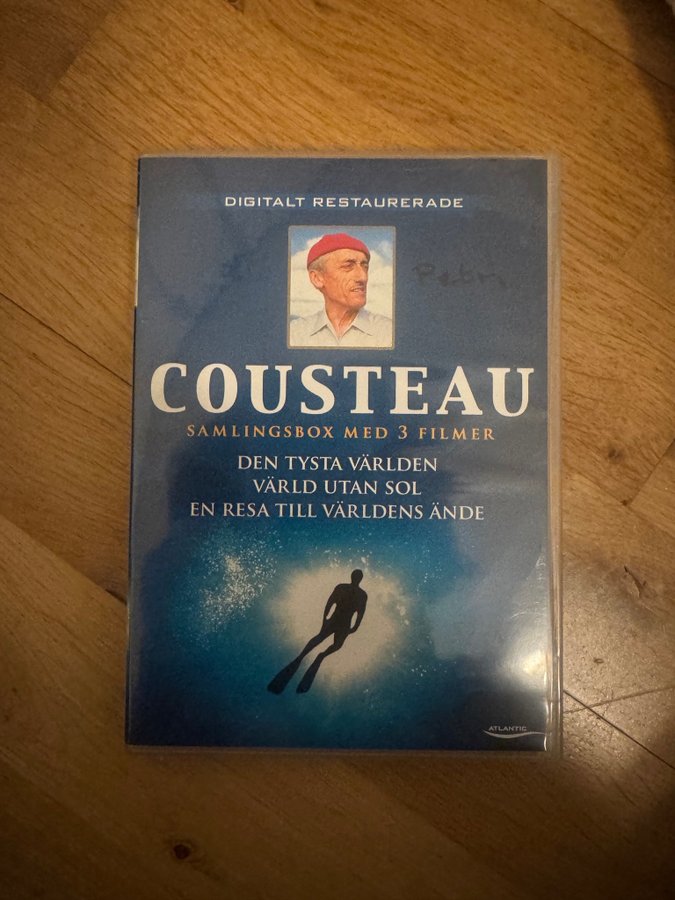 DIGITALT RESTAURERADE
COUSTEAU
SAMLINGSBOX MED 3 FILMER
DEN TYSTA VÄRLDEN
VÄRLD UTAN SOL
EN RESA TILL VÄRLDENS ÄNDE
ATLANTIC